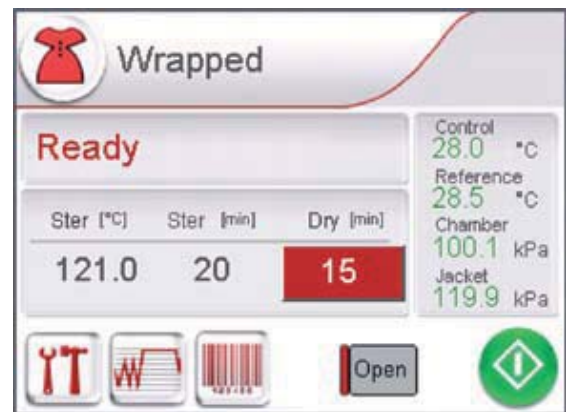 Wrapped
Ready
Control
28.0 °C
Reference
28.5 °C
Chamber
100.1 kPa
Jacket
119.9 kPa
Ster [°C] Ster [min] Dry [min]
121.0 20 15
Open